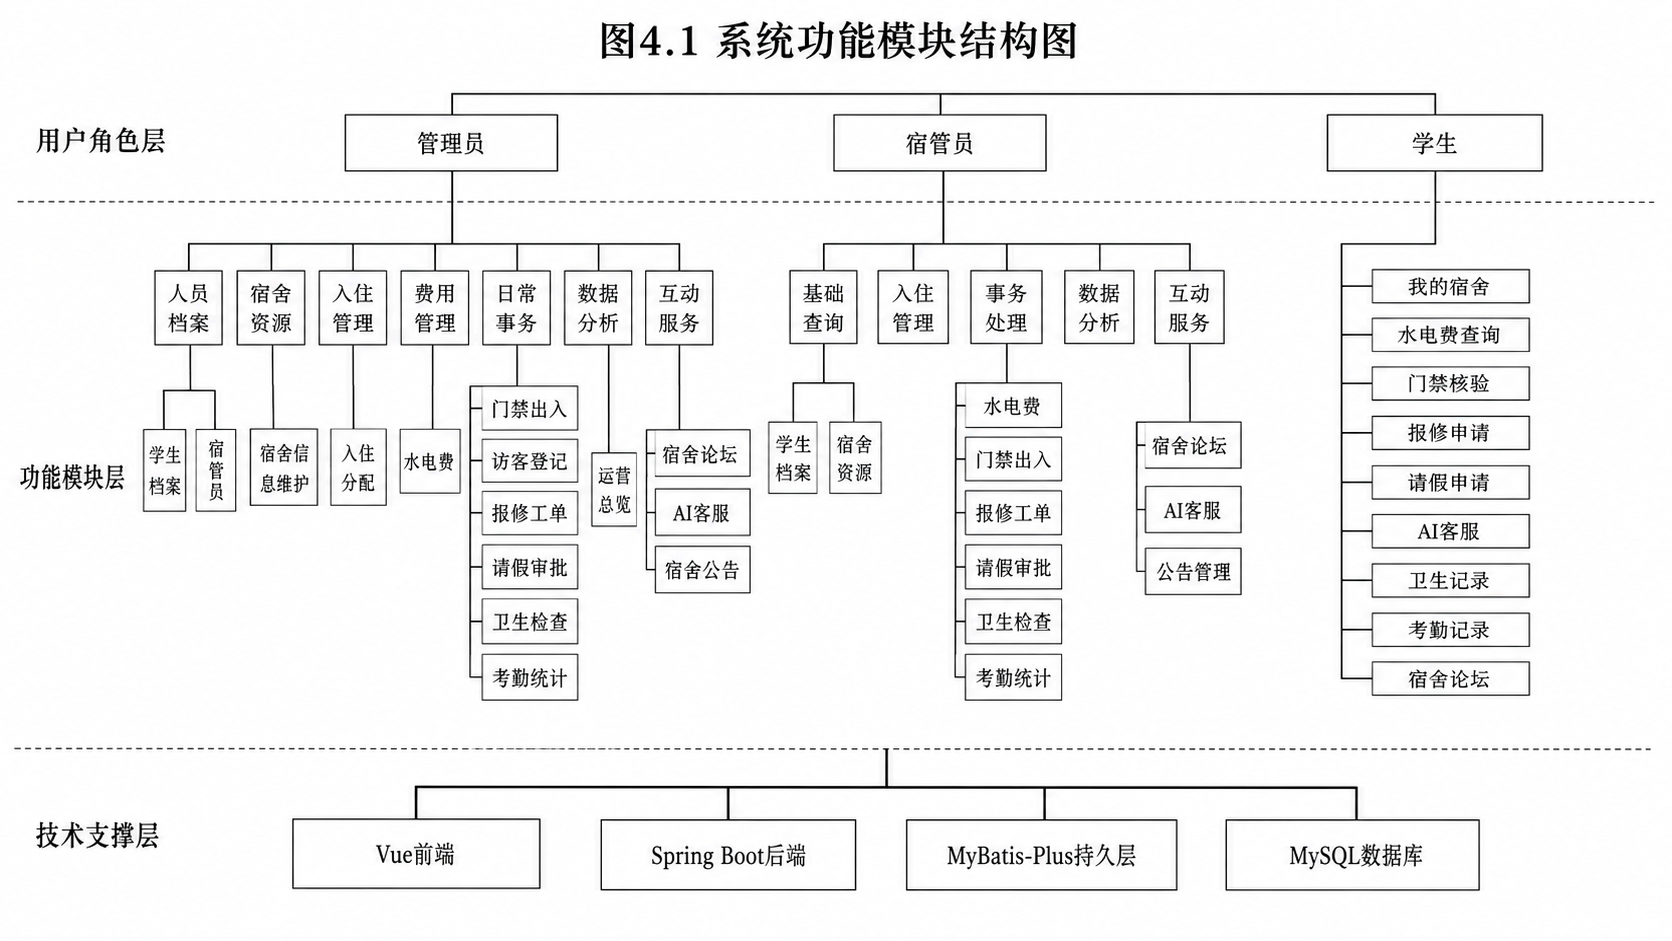 图4.1 系统功能模块结构图
用户角色层
管理员
宿管员
学生
功能模块层
人员
档案
宿舍
资源
入住
管理
费用
管理
日常
事务
数据
分析
互动
服务
学生
档案
宿
管
员
宿舍信
息维护
入住
分配
水电费
门禁出入
访客登记
报修工单
请假审批
卫生检查
考勤统计
运营
总览
宿舍论坛
AI客服
宿舍公告
基础
查询
入住
管理
事务
处理
数据
分析
互动
服务
学生
档案
宿舍
资源
水电费
门禁出入
报修工单
请假审批
卫生检查
考勤统计
宿舍论坛
AI客服
公告管理
我的宿舍
水电费查询
门禁核验
报修申请
请假申请
AI客服
卫生记录
考勤记录
宿舍论坛
技术支撑层
Vue前端
Spring Boot后端
MyBatis-Plus持久层
MySQL数据库